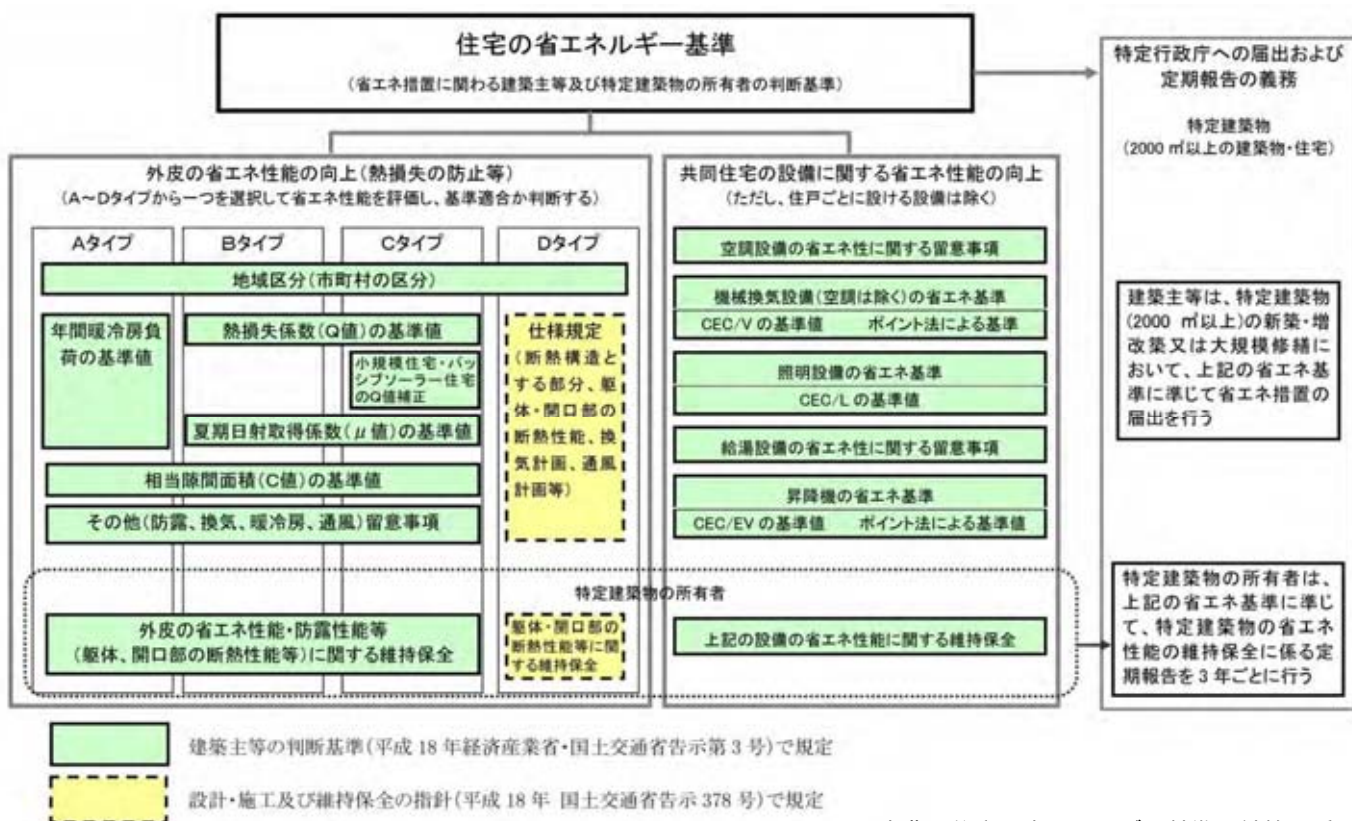 住宅の省エネルギー基準
(省エネ措置に関わる建築主等及び特定建築物の所有者の判断基準)
特定行政庁への届出および
定期報告の義務
特定建築物
(2000 ㎡以上の建築物・住宅)
外皮の省エネ性能の向上(熱損失の防止等)
(A～Dタイプから一つを選択して省エネ性能を評価し、基準適合か判断する)
Aタイプ
Bタイプ
Cタイプ
Dタイプ
地域区分(市町村の区分)
年間暖冷房負
荷の基準値
熱損失係数(Q値)の基準値
小規模住宅・パッ
シブソーラー住宅
のQ値補正
夏期日射取得係数(μ値)の基準値
仕様規定
(断熱構造と
する部分、躯
体・開口部の
断熱性能、換
気計画、通風
計画等)
相当隙間面積(C値)の基準値
その他(防露、換気、暖冷房、通風)留意事項
共同住宅の設備に関する省エネ性能の向上
(ただし、住戸ごとに設ける設備は除く)
空調設備の省エネ性に関する留意事項
機械換気設備(空調は除く)の省エネ基準
CEC/V の基準値 ポイント法による基準
照明設備の省エネ基準
CEC/L の基準値
給湯設備の省エネ性に関する留意事項
昇降機の省エネ基準
CEC/EV の基準値 ポイント法による基準値
建築主等は、特定建築物
(2000 ㎡以上)の新築・増
改築又は大規模修繕に
おいて、上記の省エネ基
準に準じて省エネ措置の
届出を行う
特定建築物の所有者
外皮の省エネ性能・防露性能等
(躯体、開口部の断熱性能等)に関する維持保全
躯体・開口部の
断熱性能等に関
する維持保全
上記の設備の省エネ性能に関する維持保全
特定建築物の所有者は、
上記の省エネ基準に準じ
て、特定建築物の省エネ
性能の維持保全に係る定
期報告を 3 年ごとに行う
建築主等の判断基準(平成 18 年経済産業省・国土交通省告示第 3 号)で規定
設計・施工及び維持保全の指針(平成 18 年 国土交通省告示 378 号)で規定